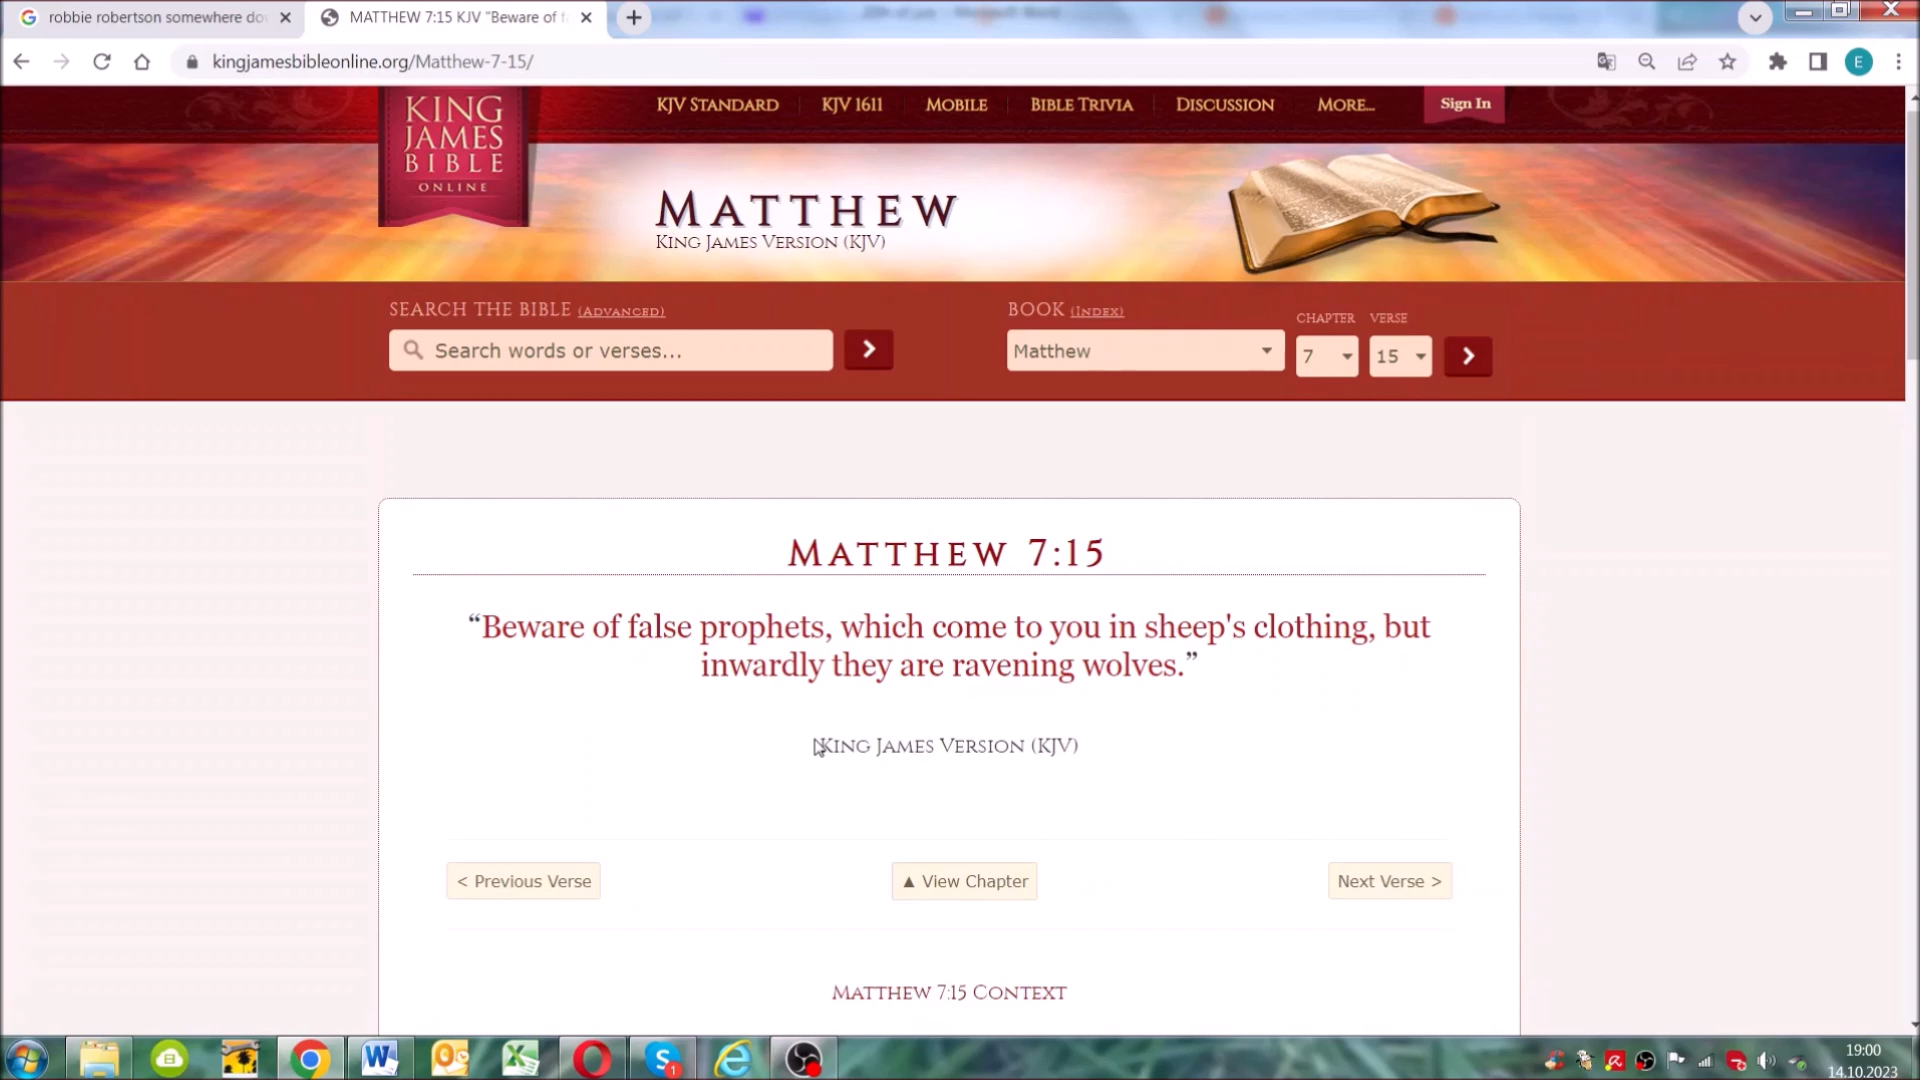 robbie robertson somewhere do
MATTHEW 7:15 KJV "Beware of f
kingjamesbibleonline.org/Matthew-7-15/
E
KING
JAMES
BIBLE
ONLINE
KJV STANDARD
KJV 1611
MOBILE
BIBLE TRIVIA
DISCUSSION
MORE...
Sign In
MATTHEW
KING JAMES VERSION (KJV)
SEARCH THE BIBLE (ADVANCED)
Search words or verses...
BOOK (INDEX)
Matthew
CHAPTER
7
VERSE
15
MATTHEW 7:15
“Beware of false prophets, which come to you in sheep's clothing, but
inwardly they are ravening wolves.”
KING JAMES VERSION (KJV)
< Previous Verse
▲ View Chapter
Next Verse >
MATTHEW 7:15 CONTEXT
1
19:00
14.10.2023